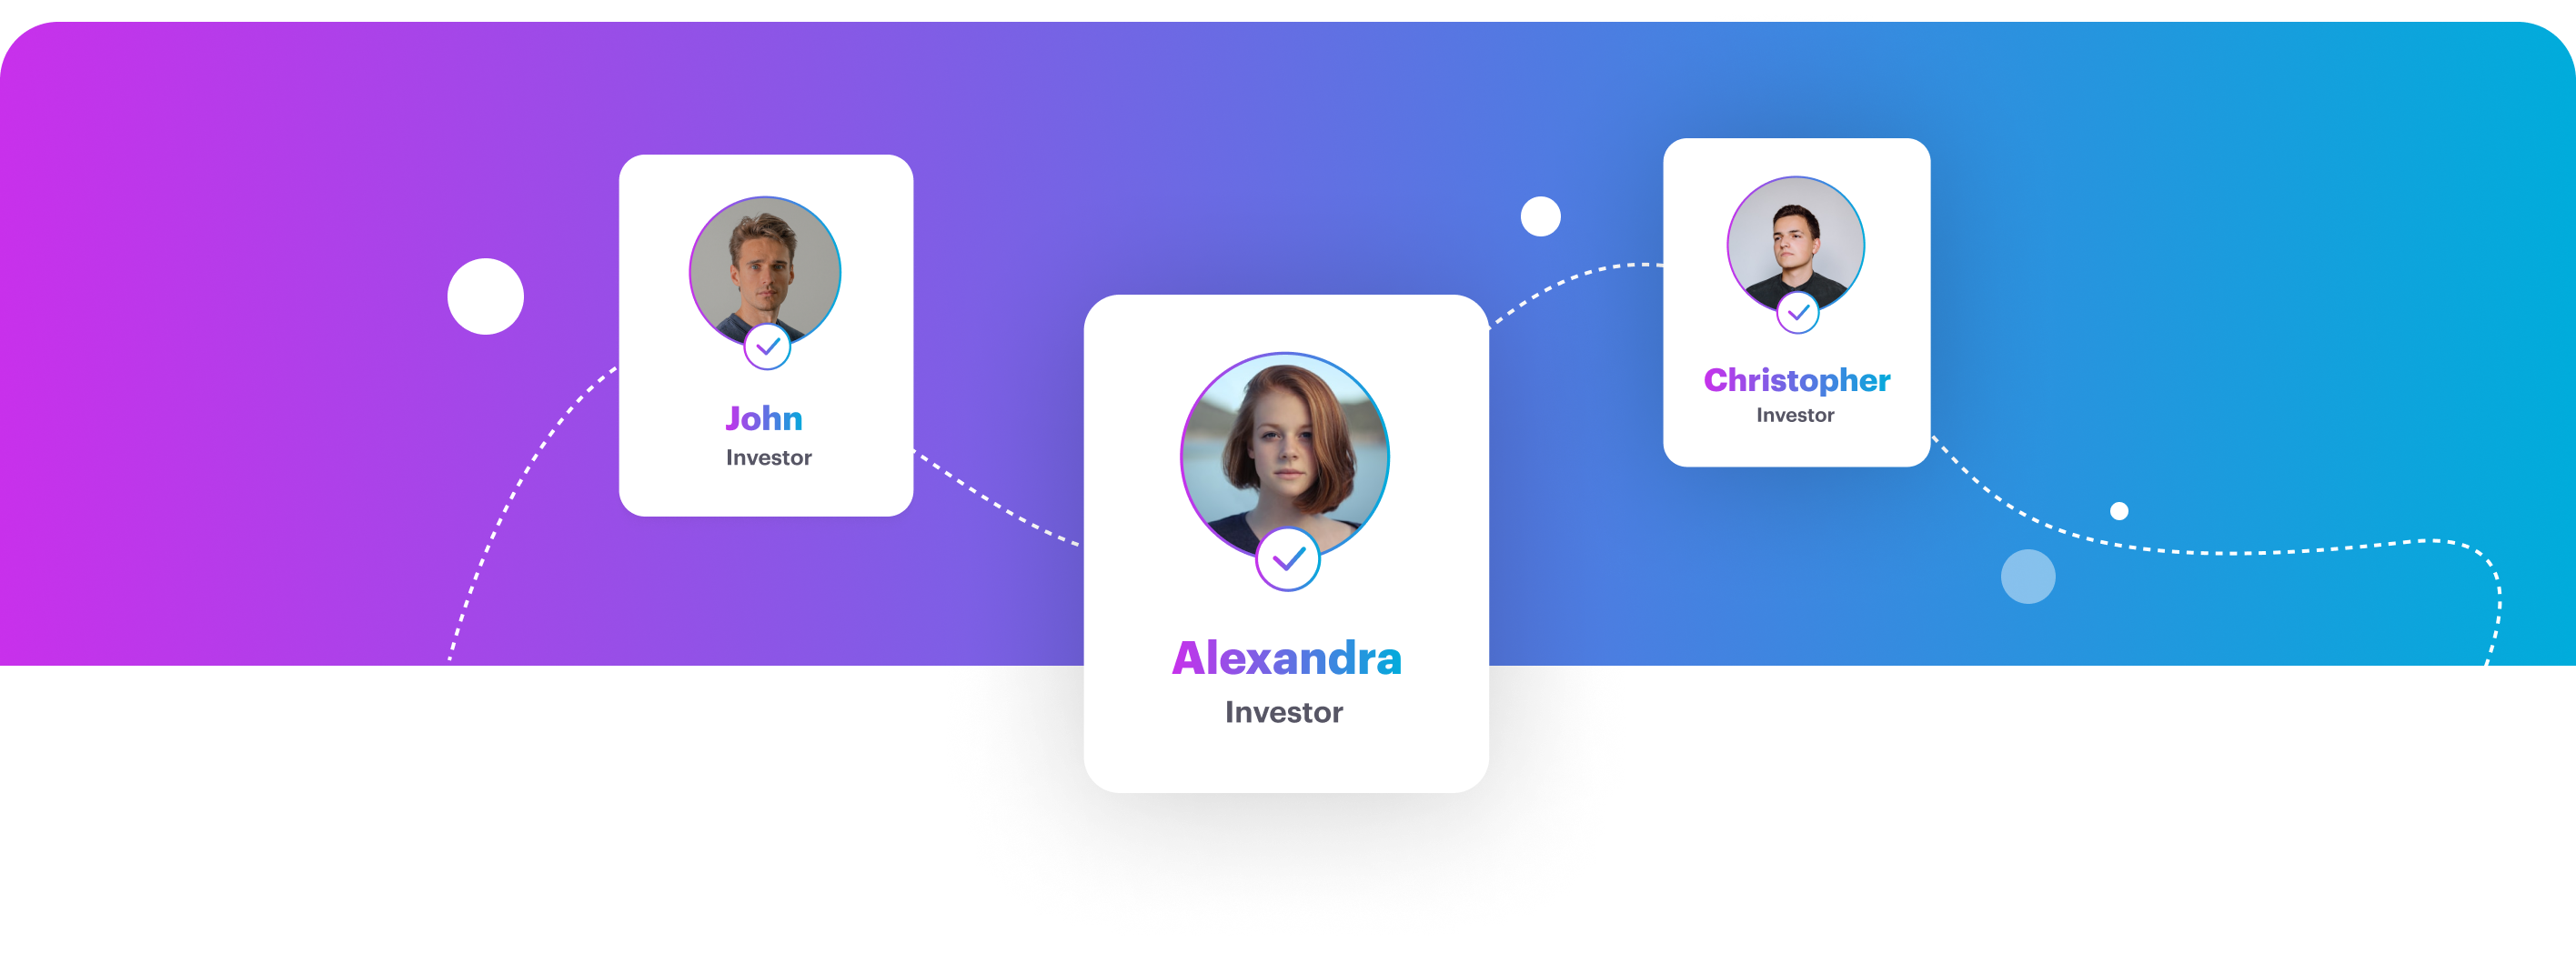 John
Investor
Alexandra
Investor
Christopher
Investor